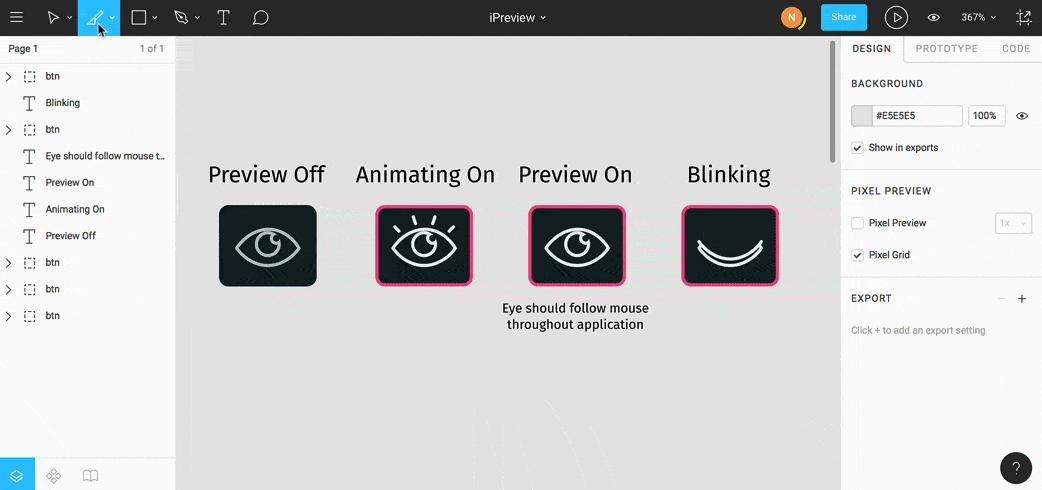 iPreview
N
Share
367%
Page 1
1 of 1
btn
Blinking
btn
Eye should follow mouse t...
Preview On
Animating On
Preview Off
btn
btn
btn
Preview Off
Animating On
Preview On
Blinking
Eye should follow mouse
throughout application
DESIGN
PROTOTYPE
CODE
BACKGROUND
#E5E5E5
100%
Show in exports
PIXEL PREVIEW
Pixel Preview
1x
Pixel Grid
EXPORT
Click + to add an export setting
?